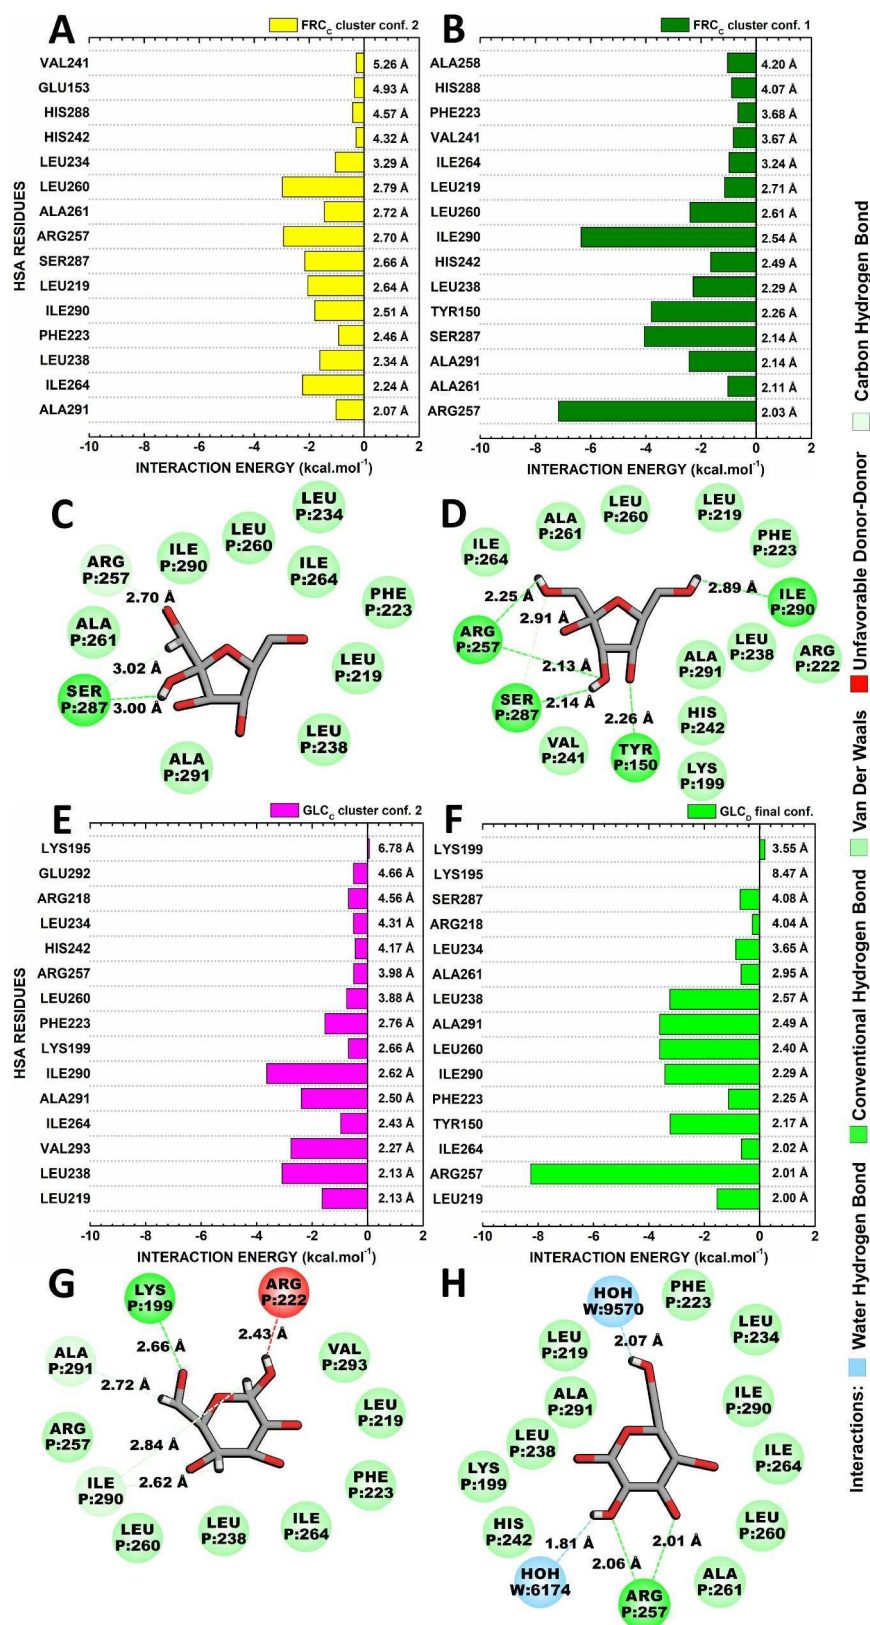 A
FRC_C cluster conf. 2
-10 -8 -6 -4 -2 0 2
VAL241 5.26 Å
GLU153 4.93 Å
HIS288 4.57 Å
HIS242 4.32 Å
LEU234 3.29 Å
LEU260 2.79 Å
ALA261 2.72 Å
ARG257 2.70 Å
SER287 2.66 Å
LEU219 2.64 Å
ILE290 2.51 Å
PHE223 2.46 Å
LEU238 2.34 Å
ILE264 2.24 Å
ALA291 2.07 Å
HSA RESIDUES
-10 -8 -6 -4 -2 0 2
INTERACTION ENERGY (kcal.mol⁻¹)
B
FRC_C cluster conf. 1
ALA258 4.20 Å
HIS288 4.07 Å
PHE223 3.68 Å
VAL241 3.67 Å
ILE264 3.24 Å
LEU219 2.71 Å
LEU260 2.61 Å
ILE290 2.54 Å
HIS242 2.49 Å
LEU238 2.29 Å
TYR150 2.26 Å
SER287 2.14 Å
ALA291 2.14 Å
ALA261 2.11 Å
ARG257 2.03 Å
-10 -8 -6 -4 -2 0 2
INTERACTION ENERGY (kcal.mol⁻¹)
C
LEU
P:234
LEU
P:260
ILE
P:290
ARG
P:257
ILE
P:264
2.70 Å
PHE
P:223
ALA
P:261
3.02 Å
LEU
P:219
SER
P:287
3.00 Å
LEU
P:238
ALA
P:291
D
LEU
P:260
LEU
P:219
ALA
P:261
ILE
P:264
PHE
P:223
2.25 Å
2.89 Å
ILE
P:290
2.91 Å
ARG
P:257
LEU
P:238
ARG
P:222
2.13 Å
ALA
P:291
SER
P:287
2.14 Å
HIS
P:242
2.26 Å
VAL
P:241
TYR
P:150
LYS
P:199
E
GLC_C cluster conf. 2
LYS195 6.78 Å
GLU292 4.66 Å
ARG218 4.56 Å
LEU234 4.31 Å
HIS242 4.17 Å
ARG257 3.98 Å
LEU260 3.88 Å
PHE223 2.76 Å
LYS199 2.66 Å
ILE290 2.62 Å
ALA291 2.50 Å
ILE264 2.43 Å
VAL293 2.27 Å
LEU238 2.13 Å
LEU219 2.13 Å
HSA RESIDUES
-10 -8 -6 -4 -2 0 2
INTERACTION ENERGY (kcal.mol⁻¹)
F
GLC_D final conf.
LYS199 3.55 Å
LYS195 8.47 Å
SER287 4.08 Å
ARG218 4.04 Å
LEU234 3.65 Å
ALA261 2.95 Å
LEU238 2.57 Å
ALA291 2.49 Å
LEU260 2.40 Å
ILE290 2.29 Å
PHE223 2.25 Å
TYR150 2.17 Å
ILE264 2.02 Å
ARG257 2.01 Å
LEU219 2.00 Å
-10 -8 -6 -4 -2 0 2
INTERACTION ENERGY (kcal.mol⁻¹)
G
LYS
P:199
ARG
P:222
2.66 Å
2.43 Å
ALA
P:291
VAL
P:293
2.72 Å
LEU
P:219
ARG
P:257
2.84 Å
ILE
P:290
2.62 Å
PHE
P:223
LEU
P:260
LEU
P:238
ILE
P:264
H
HOH
W:9570
PHE
P:223
LEU
P:234
LEU
P:219
2.07 Å
ALA
P:291
ILE
P:290
LEU
P:238
ILE
P:264
LYS
P:199
HIS
P:242
LEU
P:260
1.81 Å
2.01 Å
2.06 Å
HOH
W:6174
ALA
P:261
ARG
P:257
Interactions: Water Hydrogen Bond Conventional Hydrogen Bond Van Der Waals Unfavorable Donor-Donor Carbon Hydrogen Bond